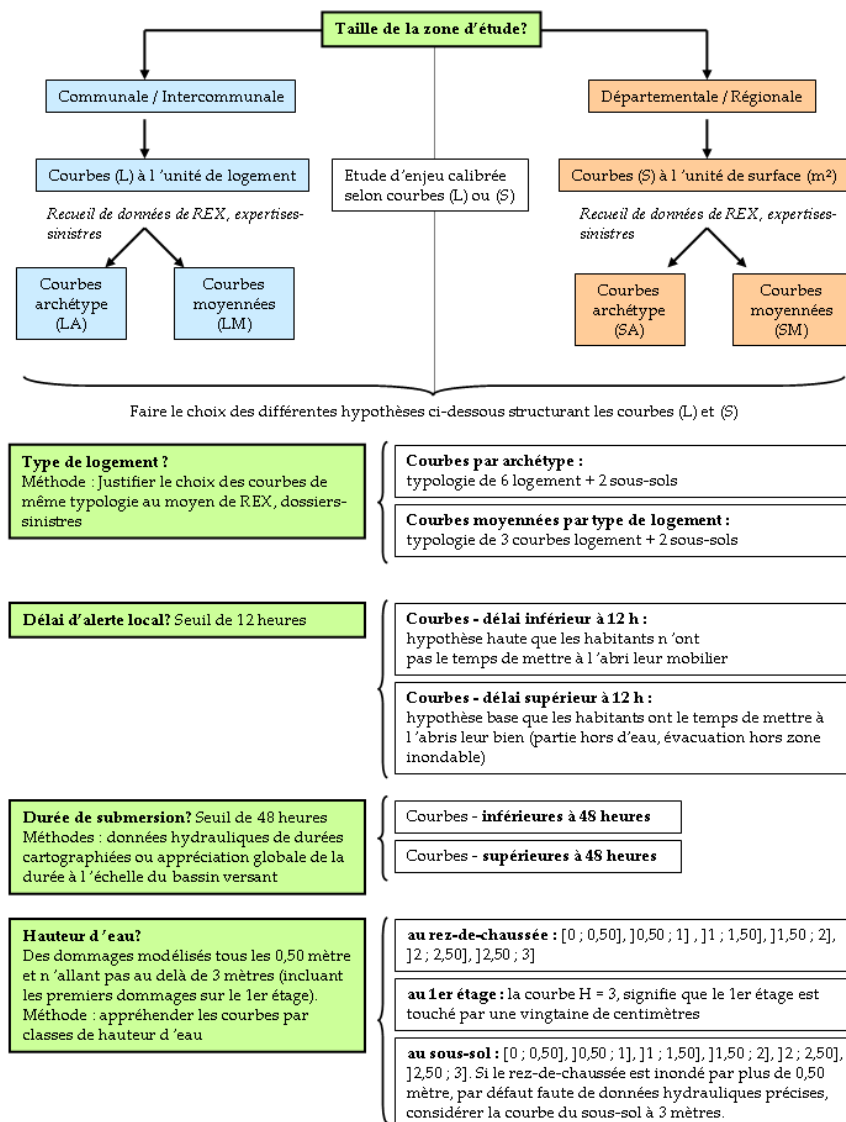 Taille de la zone d'étude?
Communale / Intercommunale
Départementale / Régionale
Courbes (L) à l 'unité de logement
Etude d'enjeu calibrée
selon courbes (L) ou (S)
Courbes (S) à l 'unité de surface (m²)
Recueil de données de REX, expertises-
sinistres
Recueil de données de REX, expertises-
sinistres
Courbes
archétype
(LA)
Courbes
moyennées
(LM)
Courbes
archétype
(SA)
Courbes
moyennées
(SM)
Faire le choix des différentes hypothèses ci-dessous structurant les courbes (L) et (S)
Type de logement ?
Méthode : Justifier le choix des courbes de
même typologie au moyen de REX, dossiers-
sinistres
Courbes par archétype :
typologie de 6 logement + 2 sous-sols
Courbes moyennées par type de logement :
typologie de 3 courbes logement + 2 sous-sols
Délai d'alerte local? Seuil de 12 heures
Courbes - délai inférieur à 12 h :
hypothèse haute que les habitants n 'ont
pas le temps de mettre à l 'abri leur mobilier
Courbes - délai supérieur à 12 h :
hypothèse base que les habitants ont le temps de mettre à
l 'abris leur bien (partie hors d'eau, évacuation hors zone
inondable)
Durée de submersion? Seuil de 48 heures
Méthodes : données hydrauliques de durées
cartographiées ou appréciation globale de la
durée à l 'échelle du bassin versant
Courbes - inférieures à 48 heures
Courbes - supérieures à 48 heures
Hauteur d 'eau?
Des dommages modélisés tous les 0,50 mètre
et n 'allant pas au delà de 3 mètres (incluant
les premiers dommages sur le 1er étage).
Méthode : appréhender les courbes par
classes de hauteur d 'eau
au rez-de-chaussée : [0 ; 0,50], ]0,50 ; 1] , ]1 ; 1,50], ]1,50 ; 2],
]2 ; 2,50], ]2,50 ; 3]
au 1er étage : la courbe H = 3, signifie que le 1er étage est
touché par une vingtaine de centimètres
au sous-sol : [0 ; 0,50], ]0,50 ; 1], ]1 ; 1,50], ]1,50 ; 2], ]2 ; 2,50],
]2,50 ; 3]. Si le rez-de-chaussée est inondé par plus de 0,50
mètre, par défaut faute de données hydrauliques précises,
considérer la courbe du sous-sol à 3 mètres.